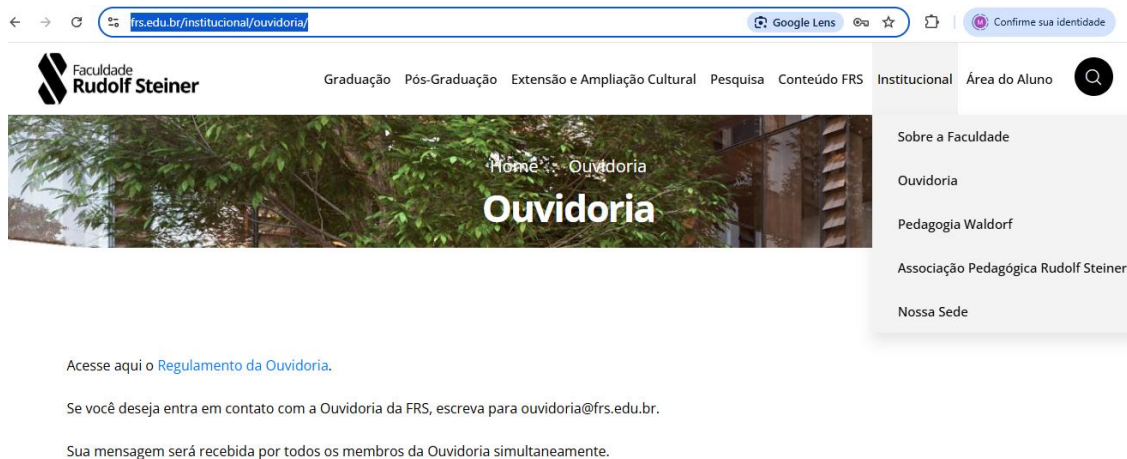 frs.edu.br/institucional/ouvidoria/
Google Lens
Confirme sua identidade
Faculdade
Rudolf Steiner
Graduação Pós-Graduação Extensão e Ampliação Cultural Pesquisa Conteúdo FRS Institucional Área do Aluno
Sobre a Faculdade
Ouvidoria
Pedagogia Waldorf
Associação Pedagógica Rudolf Steiner
Nossa Sede
Home Ouvidoria
Ouvidoria
Acesse aqui o Regulamento da Ouvidoria.
Se você deseja entra em contato com a Ouvidoria da FRS, escreva para ouvidoria@frs.edu.br.
Sua mensagem será recebida por todos os membros da Ouvidoria simultaneamente.